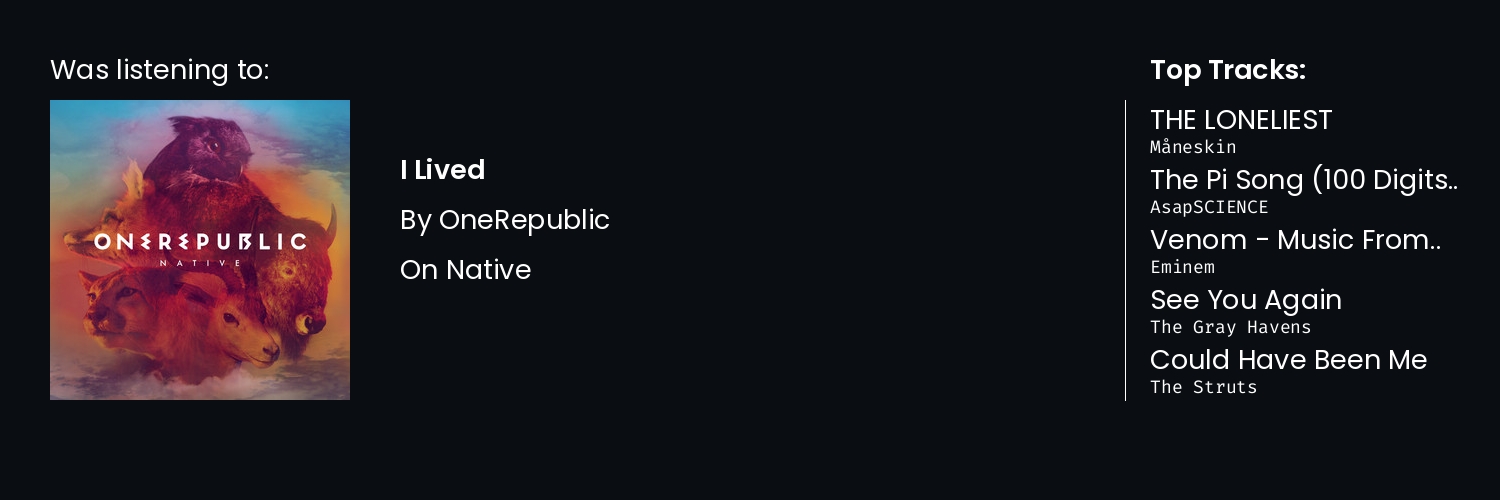 Was listening to:
ONEREPUBLIC
NATIVE
I Lived
By OneRepublic
On Native
Top Tracks:
THE LONELIEST
Måneskin
The Pi Song (100 Digits..
AsapSCIENCE
Venom - Music From..
Eminem
See You Again
The Gray Havens
Could Have Been Me
The Struts